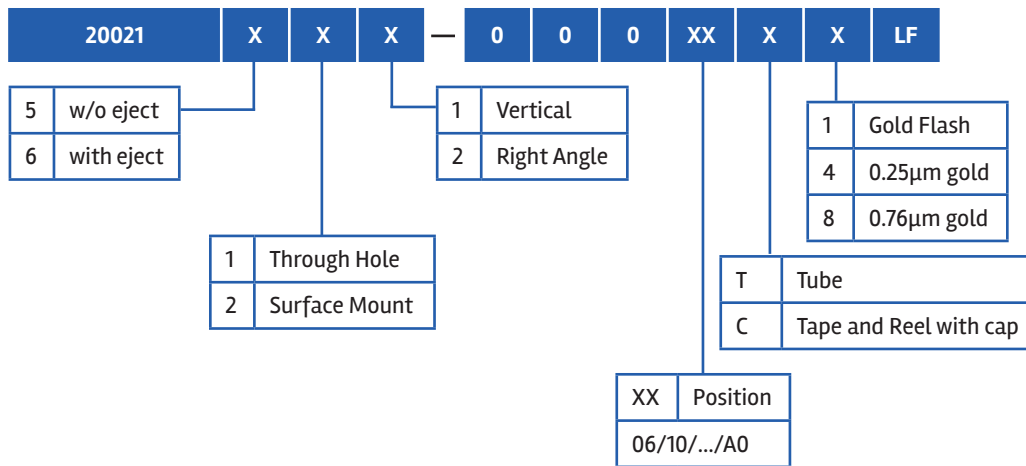 20021 X X X — 0 0 0 XX X X LF
5 w/o eject
6 with eject
1 Vertical
2 Right Angle
1 Gold Flash
4 0.25µm gold
8 0.76µm gold
1 Through Hole
2 Surface Mount
T Tube
C Tape and Reel with cap
XX Position
06/10/.../A0